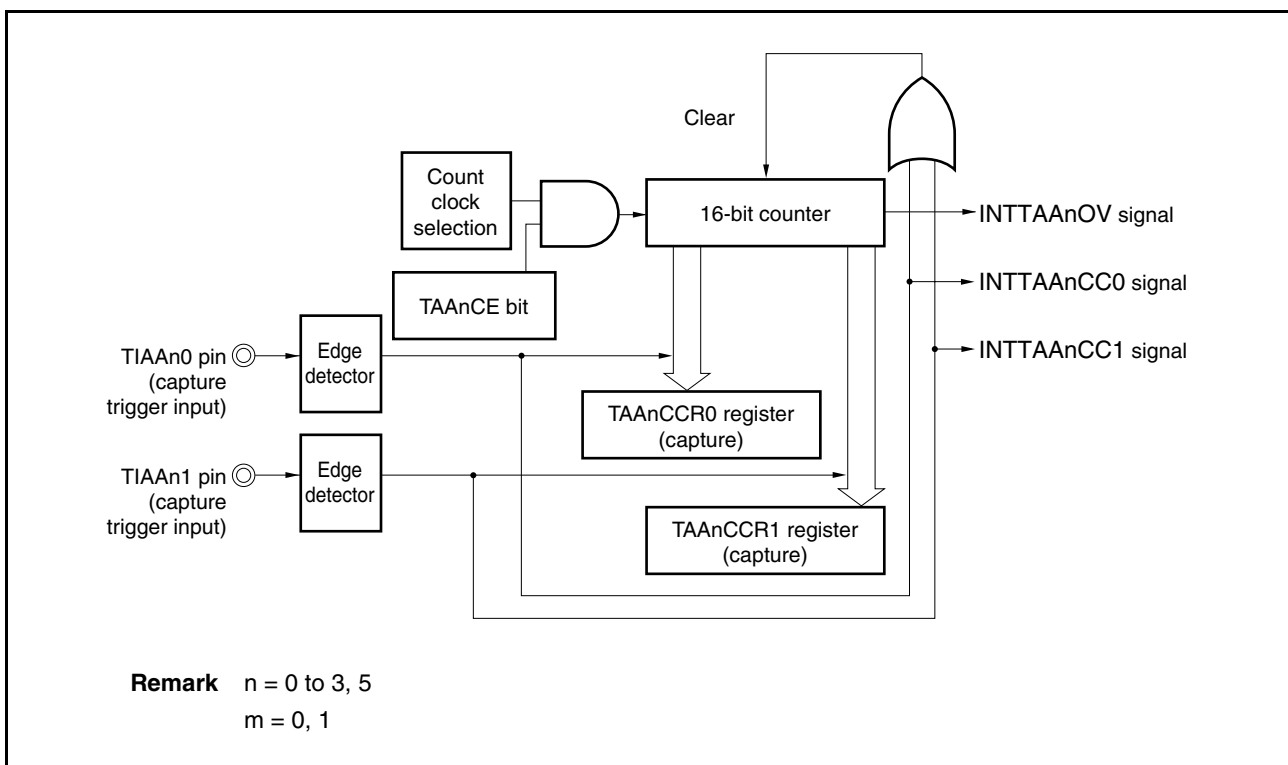 Clear
Count
clock
selection
16-bit counter
INTTAAnOV signal
TAAnCE bit
INTTAAnCC0 signal
TIAAn0 pin
(capture
trigger input)
Edge
detector
INTTAAnCC1 signal
TAAnCCR0 register
(capture)
TIAAn1 pin
(capture
trigger input)
Edge
detector
TAAnCCR1 register
(capture)
Remark n = 0 to 3, 5
m = 0, 1